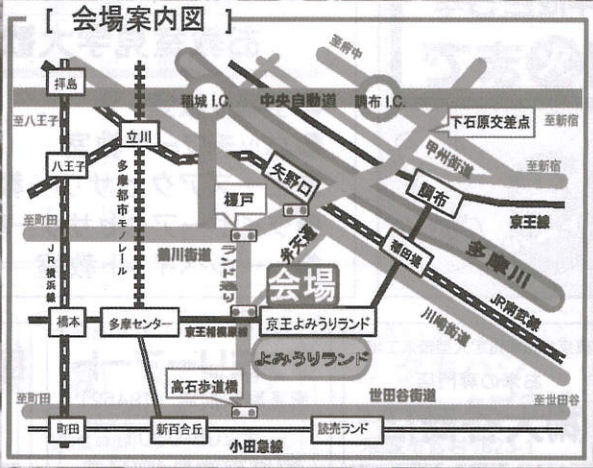 会場案内図
拝島
稲城 I.C.
中央自動道
調布 I.C.
至府中
下石原交差点
至八王子
至新宿
立川
甲州街道
至新宿
八王子
矢野口
調布
京王線
多摩都市モノレール
榎戸
至町田
鶴川街道
ランド通り
弁天通
稲田堤
多摩川
JR横浜線
会場
JR南武線
川崎街道
橋本
多摩センター
京王相模原線
京王よみうりランド
よみうりランド
高石歩道橋
至町田
世田谷街道
至世田谷
町田
新百合丘
読売ランド
小田急線